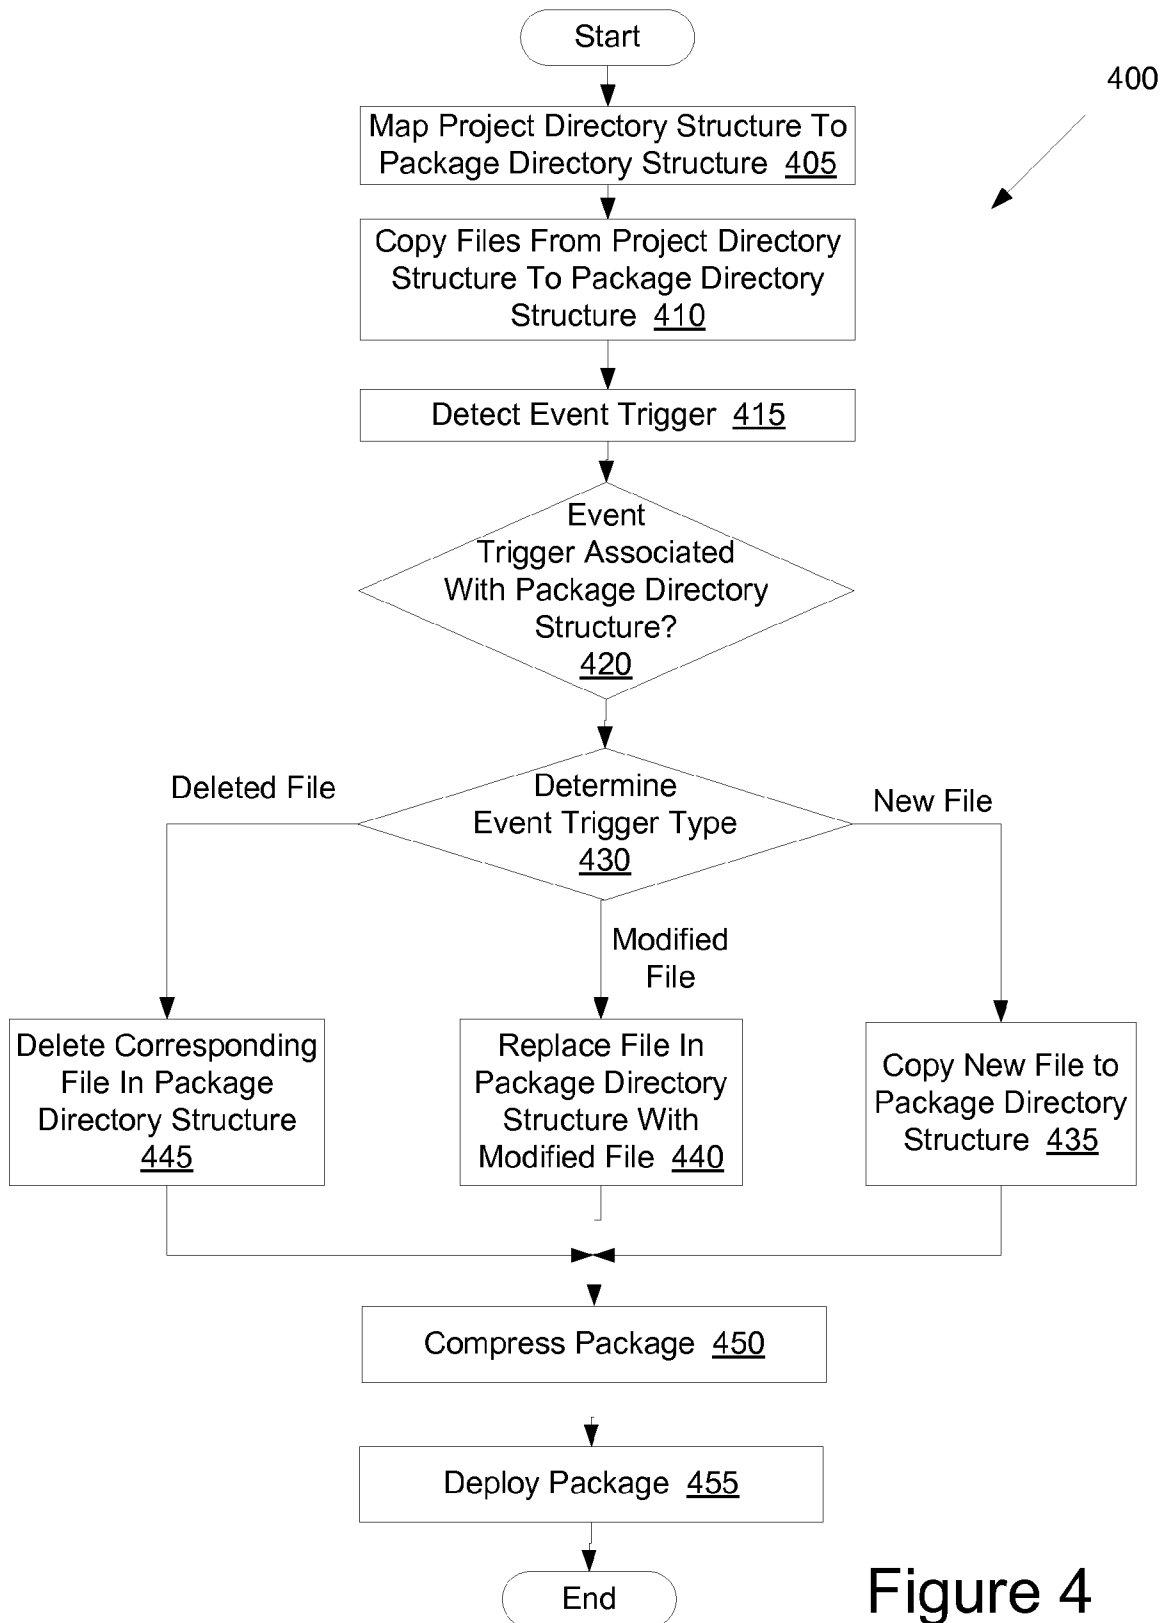 Start
400
Map Project Directory Structure To
Package Directory Structure 405
Copy Files From Project Directory
Structure To Package Directory
Structure 410
Detect Event Trigger 415
Event
Trigger Associated
With Package Directory
Structure?
420
Deleted File
Determine
Event Trigger Type
430
New File
Modified
File
Delete Corresponding
File In Package
Directory Structure
445
Replace File In
Package Directory
Structure With
Modified File 440
Copy New File to
Package Directory
Structure 435
Compress Package 450
Deploy Package 455
End
Figure 4